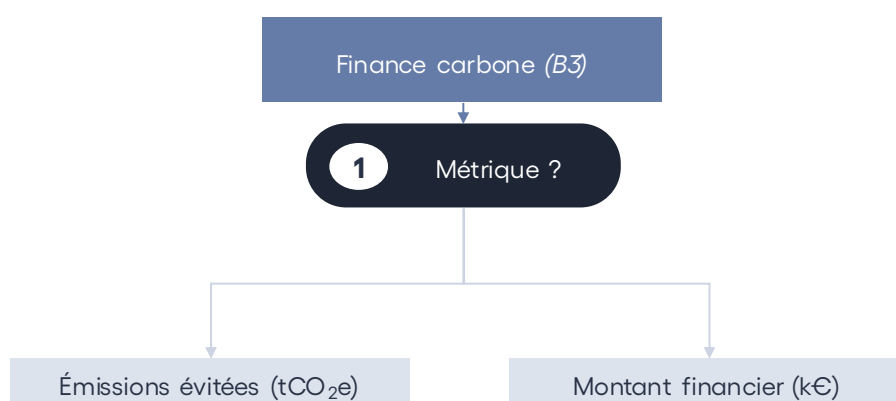 Finance carbone (B3)
1
Métrique ?
Émissions évitées (tCO₂e)
Montant financier (k€)